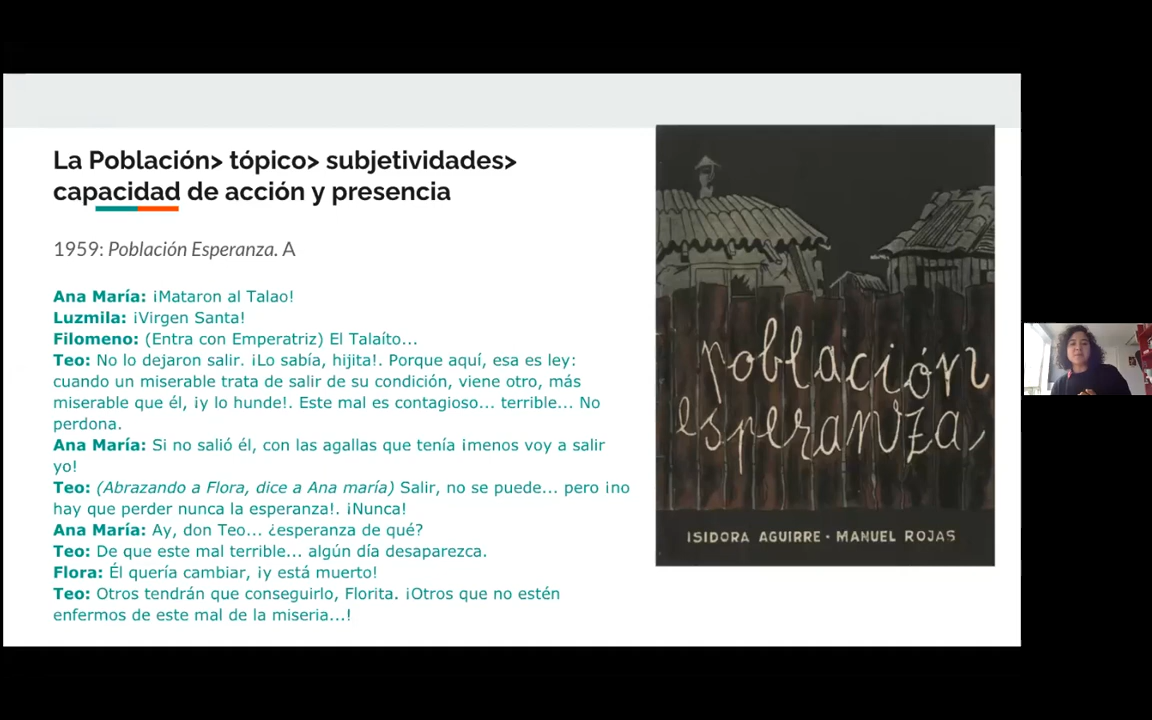 La Población> tópico> subjetividades>
capacidad de acción y presencia
1959: Población Esperanza. A
Ana María: ¡Mataron al Talao!
Luzmila: ¡Virgen Santa!
Filomeno: (Entra con Emperatriz) El Talaíto...
Teo: No lo dejaron salir. ¡Lo sabía, hijita!. Porque aquí, esa es ley:
cuando un miserable trata de salir de su condición, viene otro, más
miserable que él, ¡y lo hunde!. Este mal es contagioso... terrible... No
perdona.
Ana María: Si no salió él, con las agallas que tenía ¡menos voy a salir
yo!
Teo: (Abrazando a Flora, dice a Ana maría) Salir, no se puede... pero ¡no
hay que perder nunca la esperanza!. ¡Nunca!
Ana María: Ay, don Teo... ¿esperanza de qué?
Teo: De que este mal terrible... algún día desaparezca.
Flora: Él quería cambiar, ¡y está muerto!
Teo: Otros tendrán que conseguirlo, Florita. ¡Otros que no estén
enfermos de este mal de la miseria...!
población
esperanza
ISIDORA AGUIRRE · MANUEL ROJAS